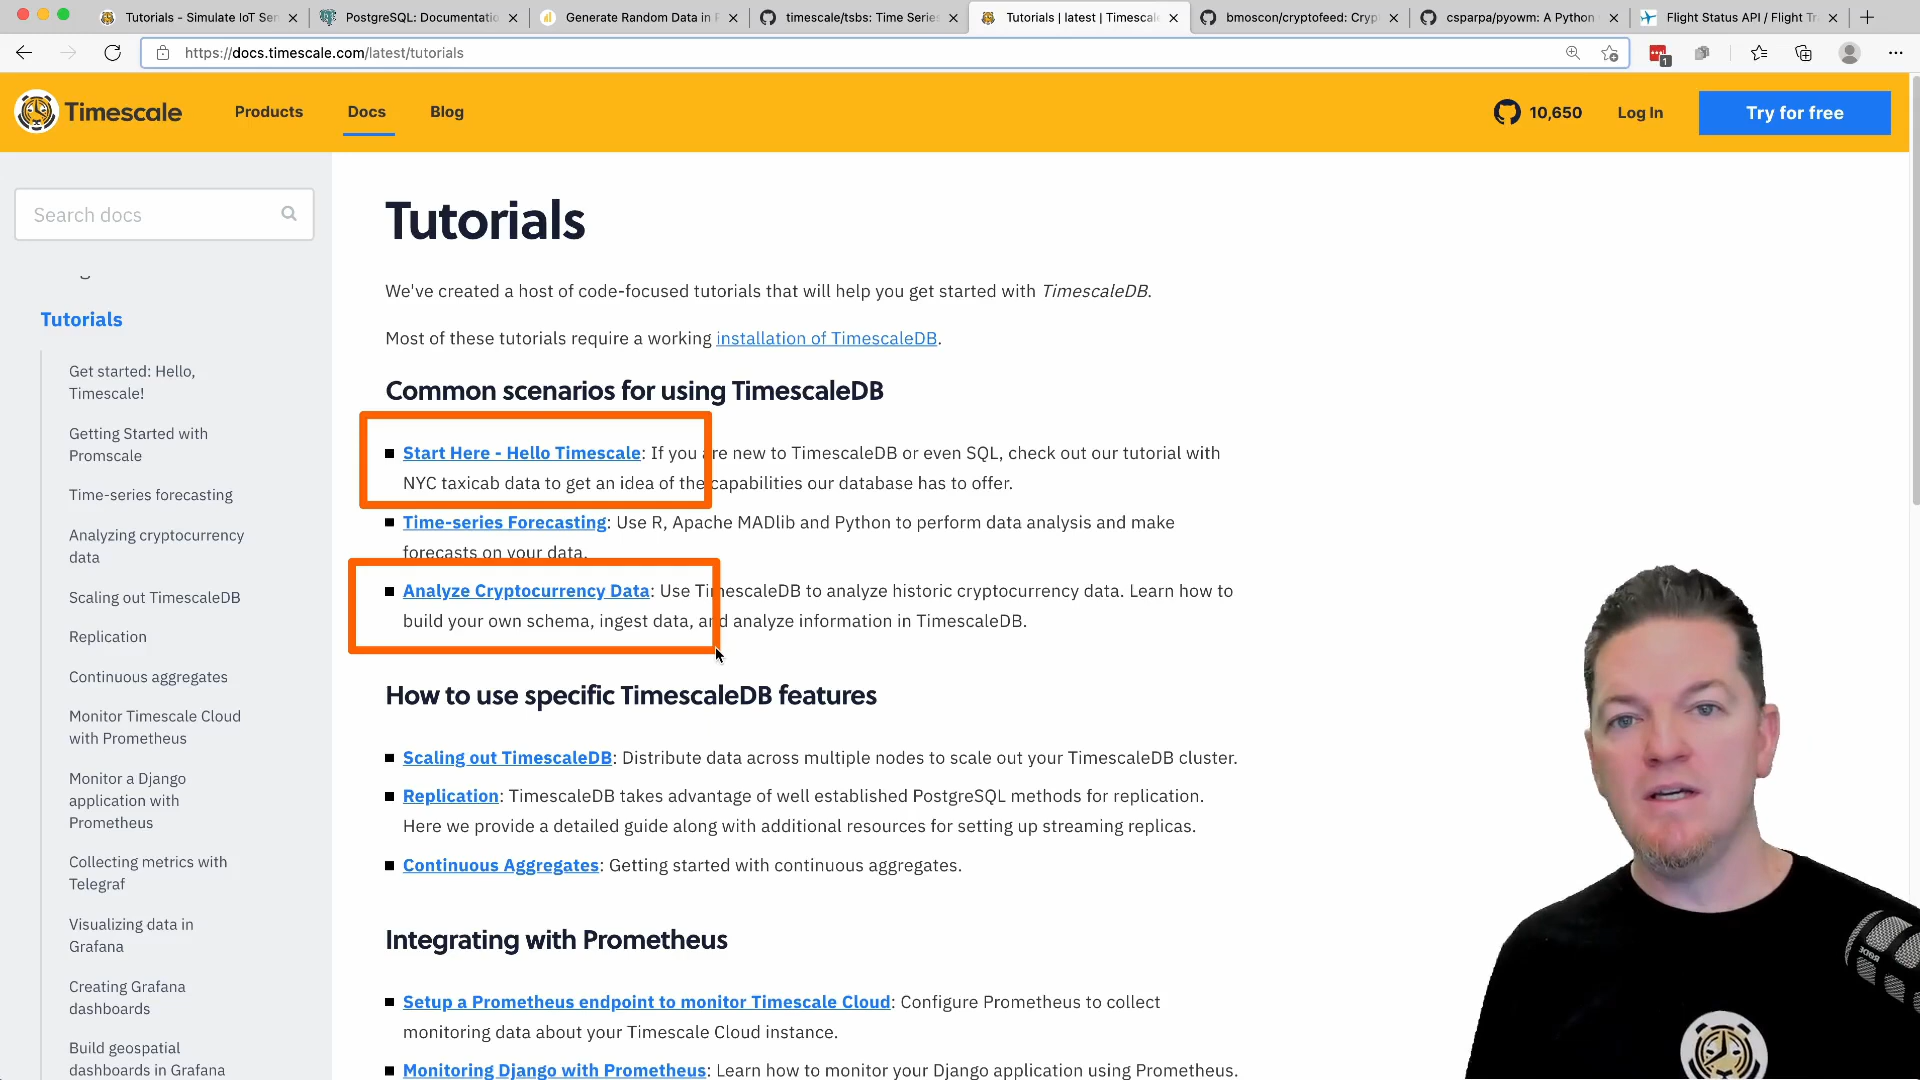 Tutorials - Simulate IoT Ser
PostgreSQL: Documentatio
Generate Random Data in
timescale/tsbs: Time Series
Tutorials | latest | Timescale
bmoscon/cryptofeed: Cryp
csparpa/pyowm: A Python
Flight Status API / Flight Tr
https://docs.timescale.com/latest/tutorials
1
Timescale
Products
Docs
Blog
10,650
Log In
Try for free
Search docs
Tutorials
Get started: Hello,
Timescale!
Getting Started with
Promscale
Time-series forecasting
Analyzing cryptocurrency
data
Scaling out TimescaleDB
Replication
Continuous aggregates
Monitor Timescale Cloud
with Prometheus
Monitor a Django
application with
Prometheus
Collecting metrics with
Telegraf
Visualizing data in
Grafana
Creating Grafana
dashboards
Build geospatial
dashboards in Grafana
Tutorials
We've created a host of code-focused tutorials that will help you get started with TimescaleDB.
Most of these tutorials require a working installation of TimescaleDB.
Common scenarios for using TimescaleDB
Start Here - Hello Timescale: If you are new to TimescaleDB or even SQL, check out our tutorial with
NYC taxicab data to get an idea of the capabilities our database has to offer.
Time-series Forecasting: Use R, Apache MADlib and Python to perform data analysis and make
forecasts on your data.
Analyze Cryptocurrency Data: Use TimescaleDB to analyze historic cryptocurrency data. Learn how to
build your own schema, ingest data, and analyze information in TimescaleDB.
How to use specific TimescaleDB features
Scaling out TimescaleDB: Distribute data across multiple nodes to scale out your TimescaleDB cluster.
Replication: TimescaleDB takes advantage of well established PostgreSQL methods for replication.
Here we provide a detailed guide along with additional resources for setting up streaming replicas.
Continuous Aggregates: Getting started with continuous aggregates.
Integrating with Prometheus
Setup a Prometheus endpoint to monitor Timescale Cloud: Configure Prometheus to collect
monitoring data about your Timescale Cloud instance.
Monitoring Django with Prometheus: Learn how to monitor your Django application using Prometheus.
RØDE